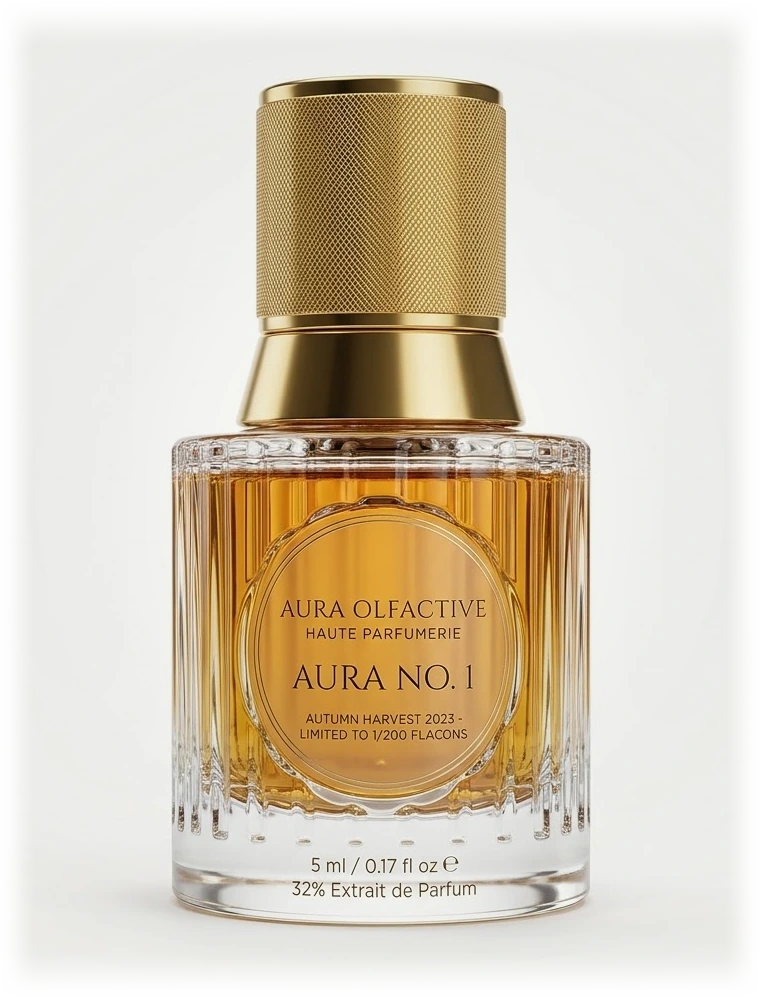 AURA OLFACTIVE
HAUTE PARFUMERIE
AURA NO. 1
AUTUMN HARVEST 2023 -
LIMITED TO 1/200 FLACONS
5 ml / 0.17 fl oz ℮
32% Extrait de Parfum